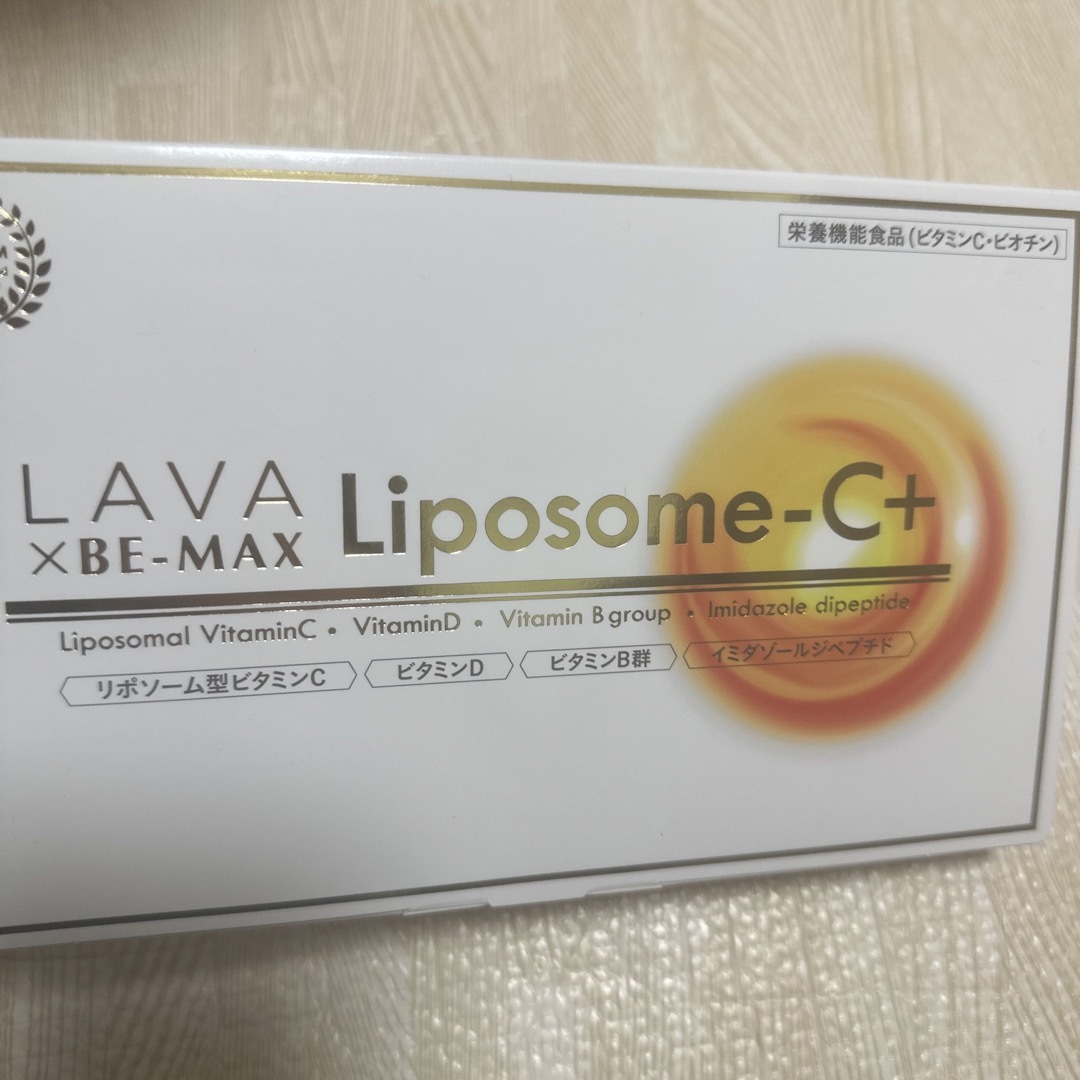 栄養機能食品(ビタミンC・ビオチン)
LAVA
×BE-MAX
Liposome-C+
Liposomal VitaminC • VitaminD • Vitamin B group • Imidazole dipeptide
リポソーム型ビタミンC ビタミンD ビタミンB群 イミダゾールジペプチド